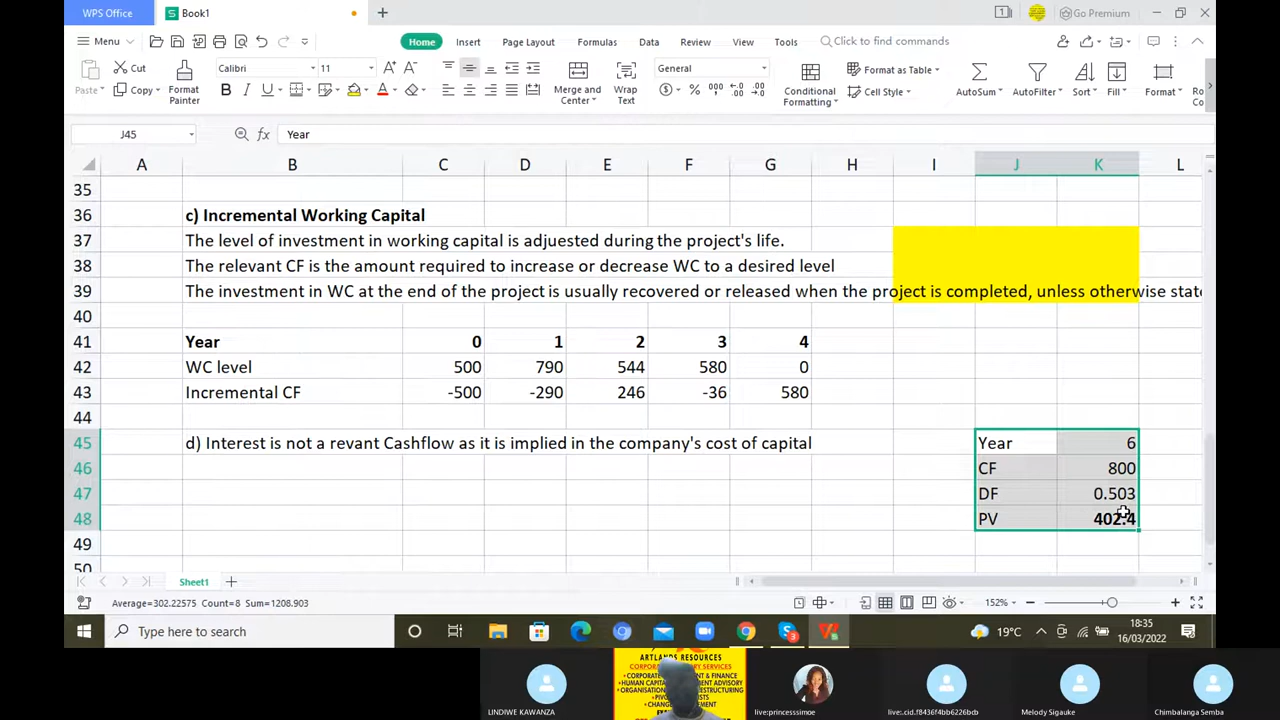 WPS Office
Book1
1
Go Premium
Menu
Home
Insert
Page Layout
Formulas
Data
Review
View
Tools
Click to find commands
Paste
Cut
Copy
Format Painter
Calibri
11
Merge and Center
Wrap Text
General
Conditional Formatting
Format as Table
Cell Style
AutoSum
AutoFilter
Sort
Fill
Format
J45
fx
Year
A B C D E F G H I J K L
35
36 c) Incremental Working Capital
37 The level of investment in working capital is adjuested during the project's life.
38 The relevant CF is the amount required to increase or decrease WC to a desired level
39 The investment in WC at the end of the project is usually recovered or released when the project is completed, unless otherwise state
40
41 Year 0 1 2 3 4
42 WC level 500 790 544 580 0
43 Incremental CF -500 -290 246 -36 580
44
45 d) Interest is not a revant Cashflow as it is implied in the company's cost of capital Year 6
46 CF 800
47 DF 0.503
48 PV 402.4
49
50
Sheet1
Average=302.22575 Count=8 Sum=1208.903
152%
Type here to search
19°C
18:35
16/03/2022
ARTLANDS RESOURCES
LINDIWE KAWANZA
live:princesssimoe
live:.cid.f8436f4bb6226bcb
Melody Sigauke
Chimbalanga Semba